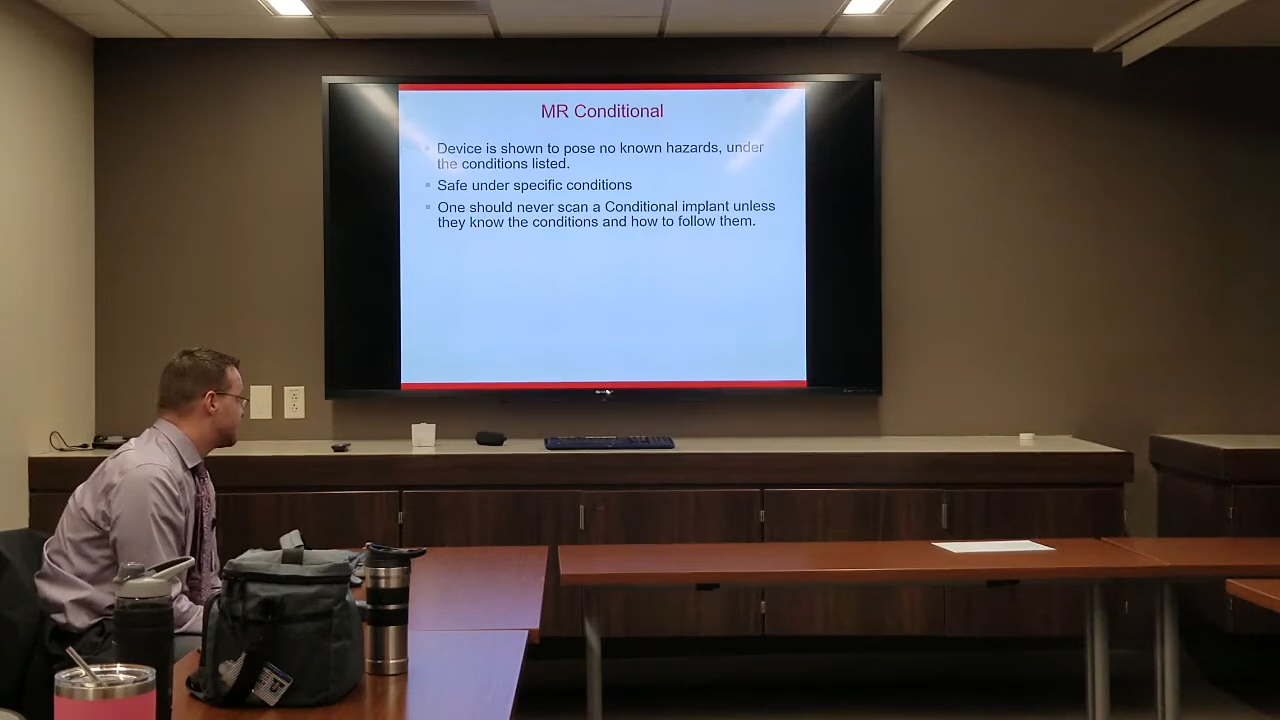 MR Conditional
Device is shown to pose no known hazards, under
the conditions listed.
Safe under specific conditions
One should never scan a Conditional implant unless
they know the conditions and how to follow them.